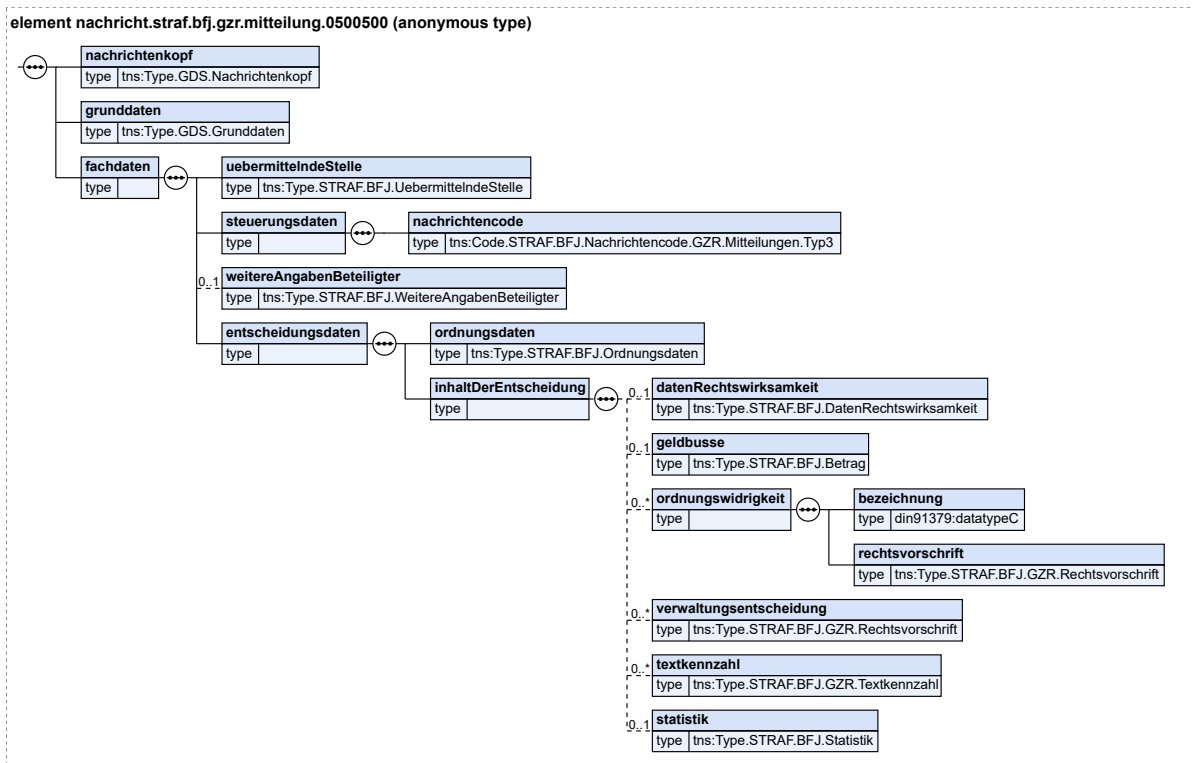 element nachricht.straf.bfj.gzr.mitteilung.0500500 (anonymous type)
nachrichtenkopf
type tns:Type.GDS.Nachrichtenkopf
grunddaten
type tns:Type.GDS.Grunddaten
fachdaten
type
uebermittelndeStelle
type tns:Type.STRAF.BFJ.UebermittelndeStelle
steuerungsdaten
type
nachrichtencode
type tns:Code.STRAF.BFJ.Nachrichtencode.GZR.Mitteilungen.Typ3
0..1
weitereAngabenBeteiligter
type tns:Type.STRAF.BFJ.WeitereAngabenBeteiligter
entscheidungsdaten
type
ordnungsdaten
type tns:Type.STRAF.BFJ.Ordnungsdaten
inhaltDerEntscheidung
type
0..1
datenRechtswirksamkeit
type tns:Type.STRAF.BFJ.DatenRechtswirksamkeit
0..1
geldbusse
type tns:Type.STRAF.BFJ.Betrag
0..*
ordnungswidrigkeit
type
bezeichnung
type din91379:datatypeC
rechtsvorschrift
type tns:Type.STRAF.BFJ.GZR.Rechtsvorschrift
0..*
verwaltungsentscheidung
type tns:Type.STRAF.BFJ.GZR.Rechtsvorschrift
0..*
textkennzahl
type tns:Type.STRAF.BFJ.GZR.Textkennzahl
0..1
statistik
type tns:Type.STRAF.BFJ.Statistik